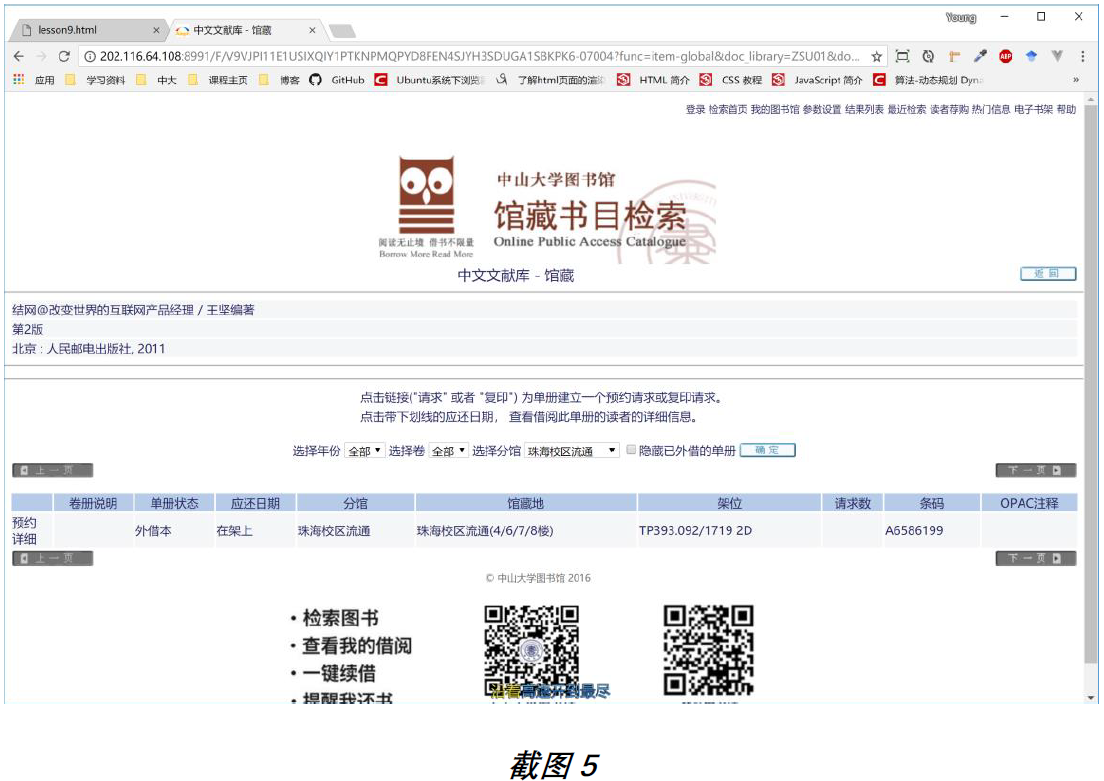 Young
lesson9.html
中文文献库 - 馆藏
202.116.64.108:8991/F/V9VJPI11E1USIXQIY1PTKNPMQPYD8FEN4SJYH3SDUGA1SBKPK6-07004?func=item-global&doc_library=ZSU01&do...
应用 学习资料 中大 课程主页 博客 GitHub Ubuntu系统下浏览 了解html页面的渲 HTML 简介 CSS 教程 JavaScript 简介 算法-动态规划 Dyna »
登录 检索首页 我的图书馆 参数设置 结果列表 最近检索 读者荐购 热门信息 电子书架 帮助
中山大学图书馆
馆藏书目检索
Online Public Access Catalogue
阅读无止境 借书不限量
Borrow More Read More
中文文献库 - 馆藏
返回
结网@改变世界的互联网产品经理 / 王坚编著
第2版
北京 : 人民邮电出版社, 2011
点击链接("请求" 或者 "复印") 为单册建立一个预约请求或复印请求。
点击带下划线的应还日期， 查看借阅此单册的读者的详细信息。
选择年份 全部 选择卷 全部 选择分馆 珠海校区流通 隐藏已外借的单册 确定
上一页 下一页
卷册说明 单册状态 应还日期 分馆 馆藏地 架位 请求数 条码 OPAC注释
预约
详细 外借本 在架上 珠海校区流通 珠海校区流通(4/6/7/8楼) TP393.092/1719 2D A6586199
上一页 下一页
© 中山大学图书馆 2016
· 检索图书
· 查看我的借阅
· 一键续借
· 提醒我还书
沿着高速开到最尽
截图 5